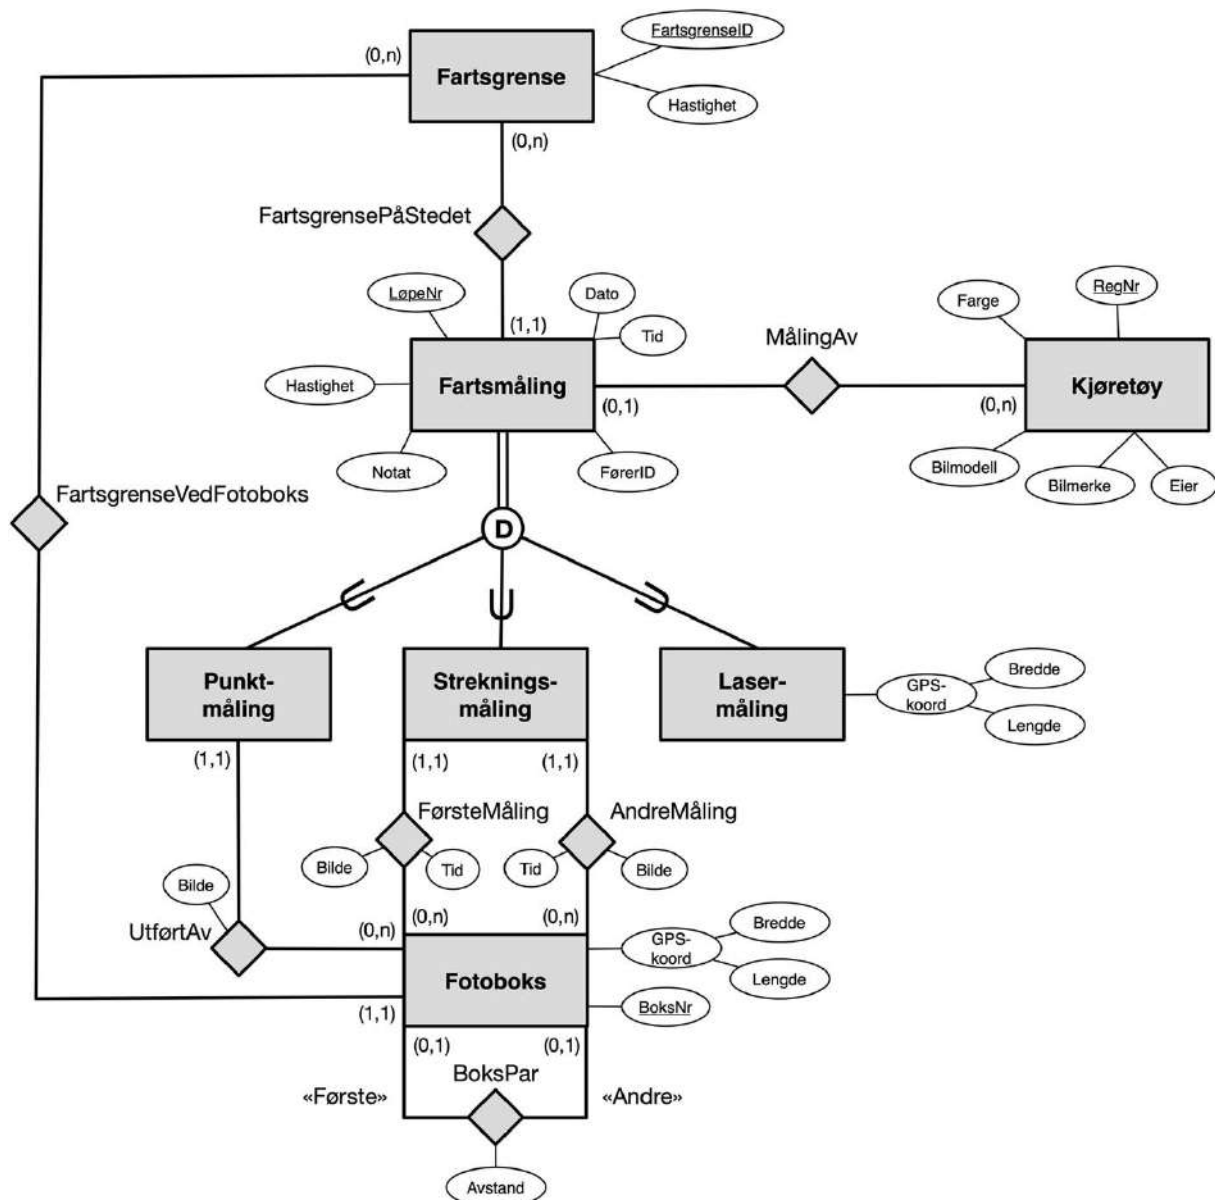 FartsgrenseID
(0,n)
Fartsgrense
Hastighet
(0,n)
FartsgrensePåStedet
LøpeNr
Dato
RegNr
Farge
(1,1)
Tid
MålingAv
Hastighet
Fartsmåling
Kjøretøy
(0,1)
(0,n)
Notat
FørerID
Bilmodell
Bilmerke
Eier
FartsgrenseVedFotoboks
D
U
U
U
Punkt-
måling
Streknings-
måling
Laser-
måling
GPS-
koord
Bredde
Lengde
(1,1)
(1,1)
(1,1)
FørsteMåling
AndreMåling
Bilde
Tid
Tid
Bilde
Bilde
UtførtAv
(0,n)
(0,n)
(0,n)
Fotoboks
GPS-
koord
Bredde
Lengde
BoksNr
(1,1)
(0,1)
(0,1)
BoksPar
«Første»
«Andre»
Avstand